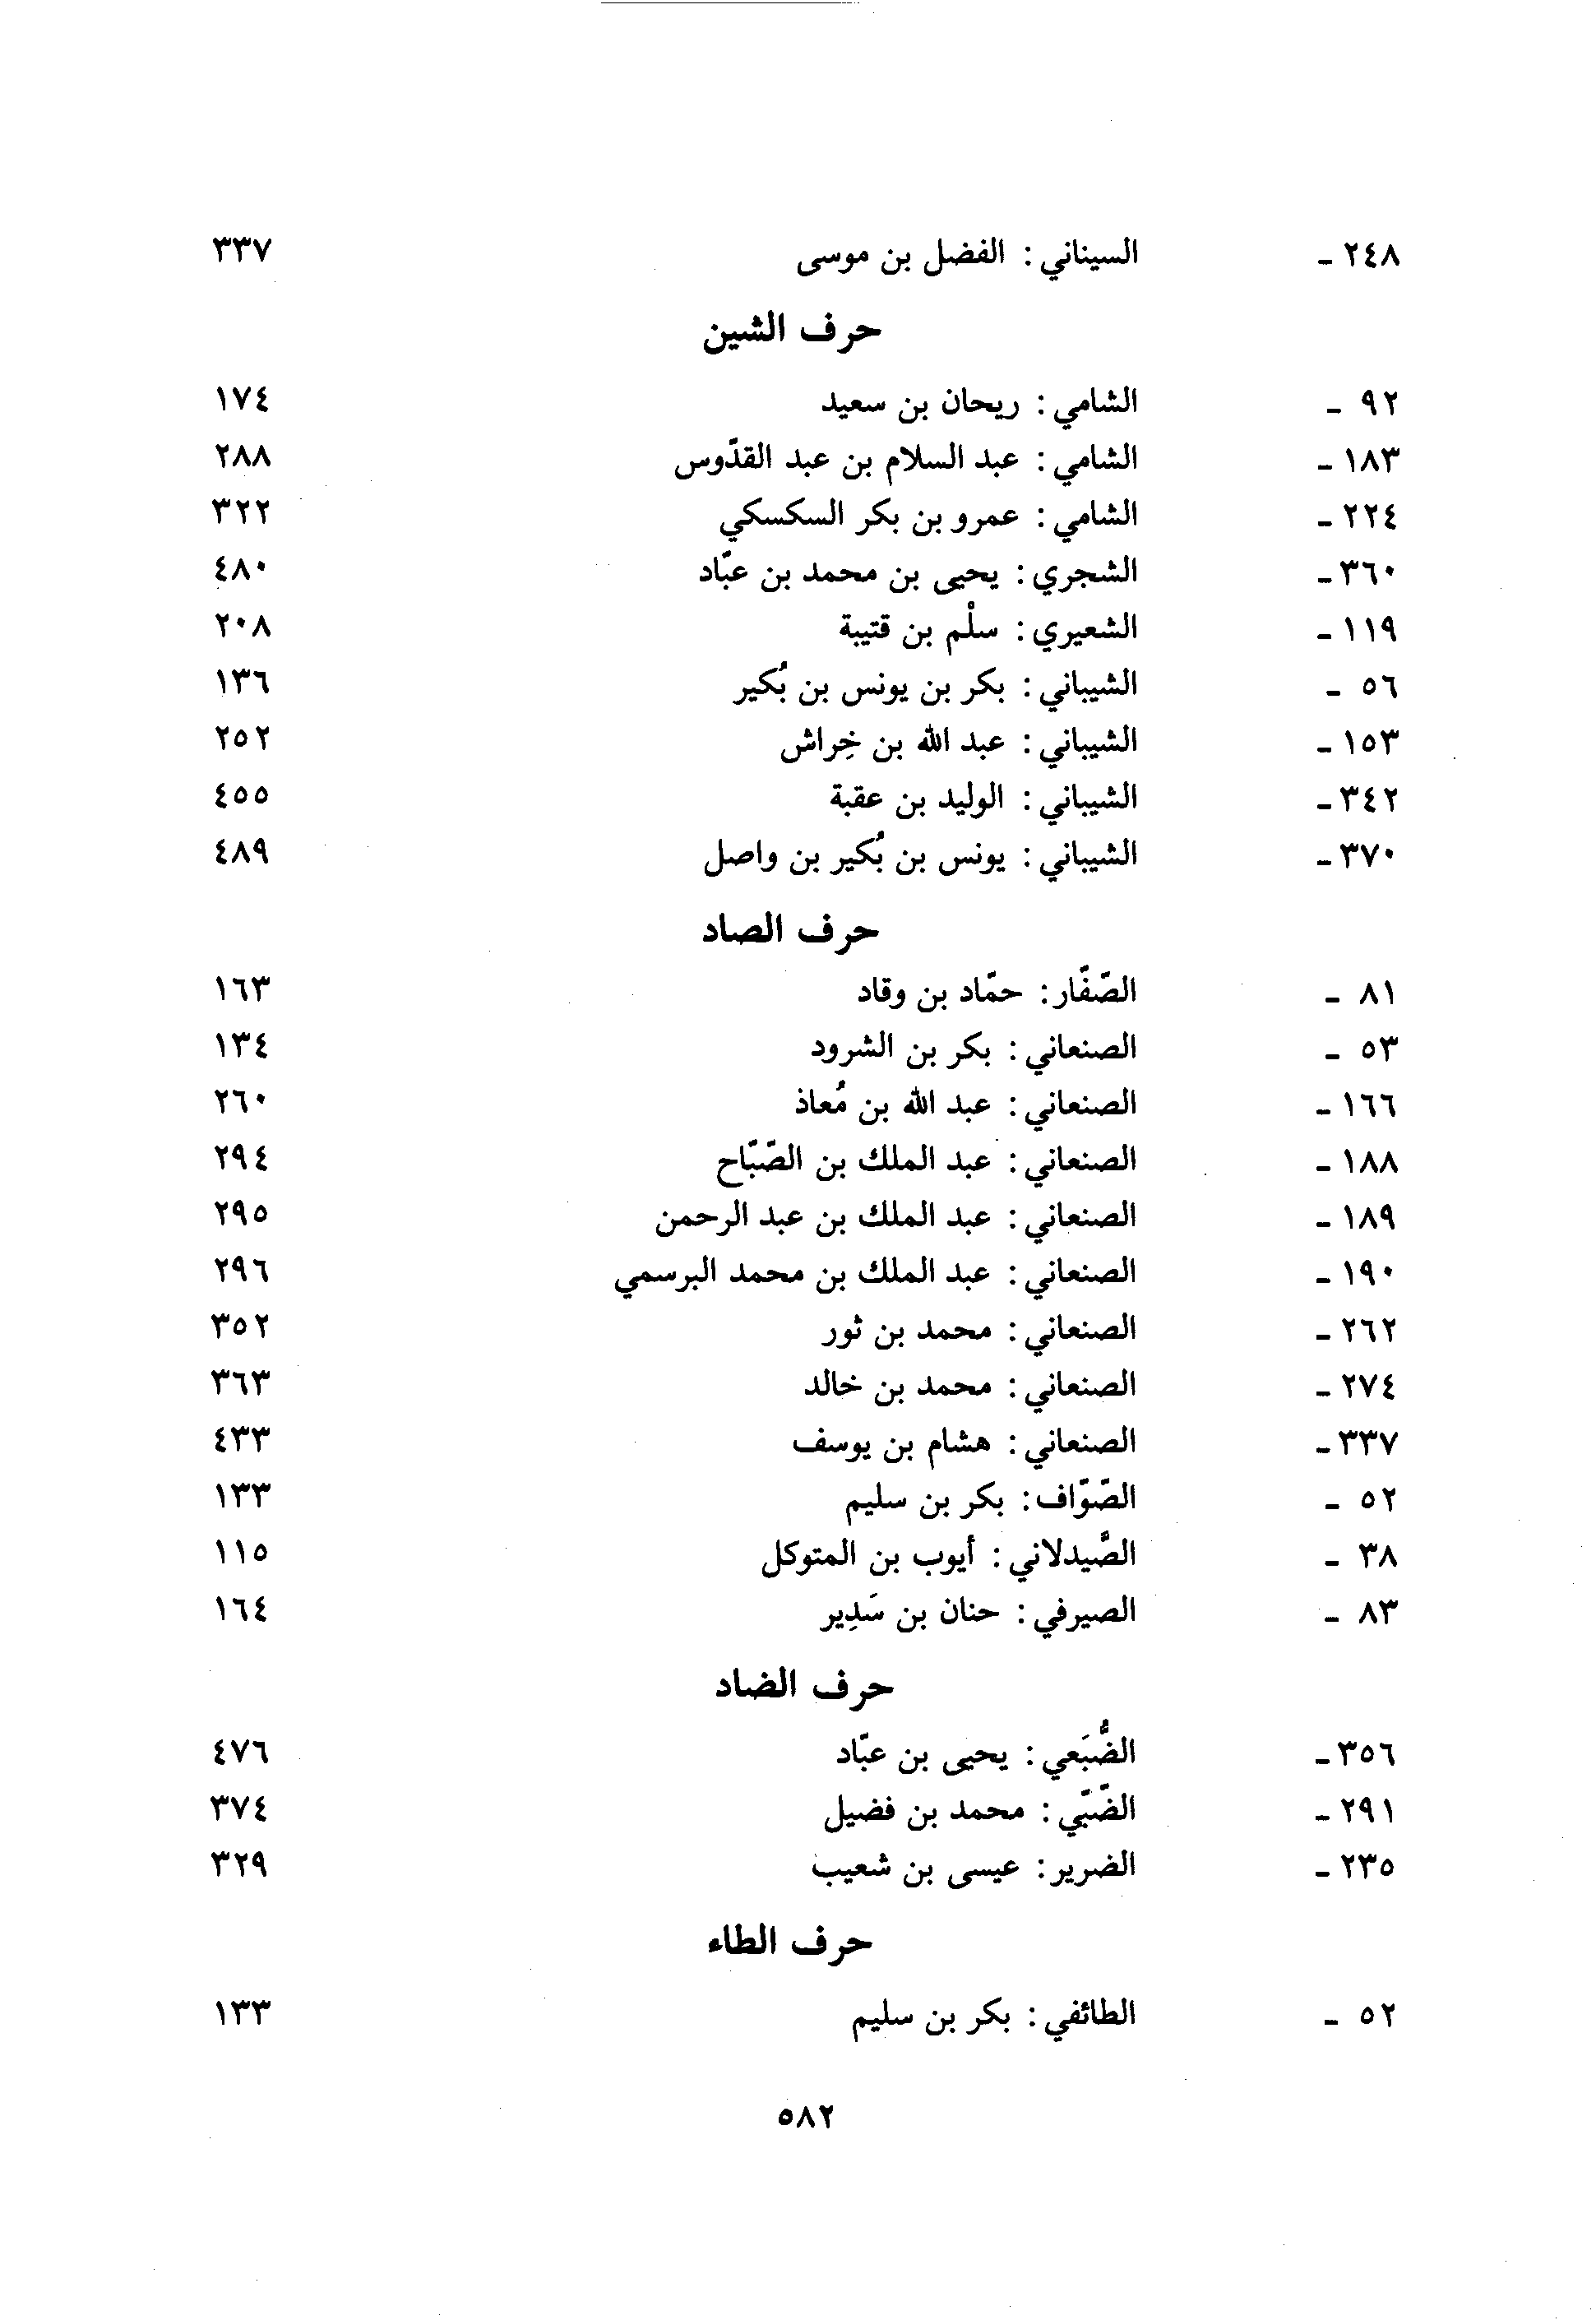 ٢٤٨ - السيناني: الفضل بن موسى ٣٣٧
حرف الشين
٩٢ - الشامي: ريحان بن سعيد ١٧٤
١٨٣ - الشامي: عبد السلام بن عبد القدّوس ٢٨٨
٢٢٤ - الشامي: عمرو بن بكر السكسكي ٣٢٢
٣٦٠ - الشجري: يحيى بن محمد بن عبّاد ٤٨٠
١١٩ - الشعيري: سلْم بن قتيبة ٢٠٨
٥٦ - الشيباني: بكر بن يونس بن بُكير ١٣٦
١٥٣ - الشيباني: عبد الله بن خِراش ٢٥٢
٣٤٢ - الشيباني: الوليد بن عقبة ٤٥٥
٣٧٠ - الشيباني: يونس بن بُكير بن واصل ٤٨٩
حرف الصاد
٨١ - الصّفّار: حمّاد بن وقاد ١٦٣
٥٣ - الصنعاني: بكر بن الشرود ١٣٤
١٦٦ - الصنعاني: عبد الله بن مُعاذ ٢٦٠
١٨٨ - الصنعاني: عبد الملك بن الصّبّاح ٢٩٤
١٨٩ - الصنعاني: عبد الملك بن عبد الرحمن ٢٩٥
١٩٠ - الصنعاني: عبد الملك بن محمد البرسمي ٢٩٦
٢٦٢ - الصنعاني: محمد بن ثور ٣٥٢
٢٧٤ - الصنعاني: محمد بن خالد ٣٦٣
٣٣٧ - الصنعاني: هشام بن يوسف ٤٣٣
٥٢ - الصّوّاف: بكر بن سليم ١٣٣
٣٨ - الصَّيدلاني: أيوب بن المتوكل ١١٥
٨٣ - الصيرفي: حنان بن سَدِير ١٦٤
حرف الضاد
٣٥٦ - الضُّبَعي: يحيى بن عبّاد ٤٧٦
٢٩١ - الضّبّي: محمد بن فضيل ٣٧٤
٢٣٥ - الضرير: عيسى بن شعيب ٣٢٩
حرف الطاء
٥٢ - الطائفي: بكر بن سليم ١٣٣
٥٨٢